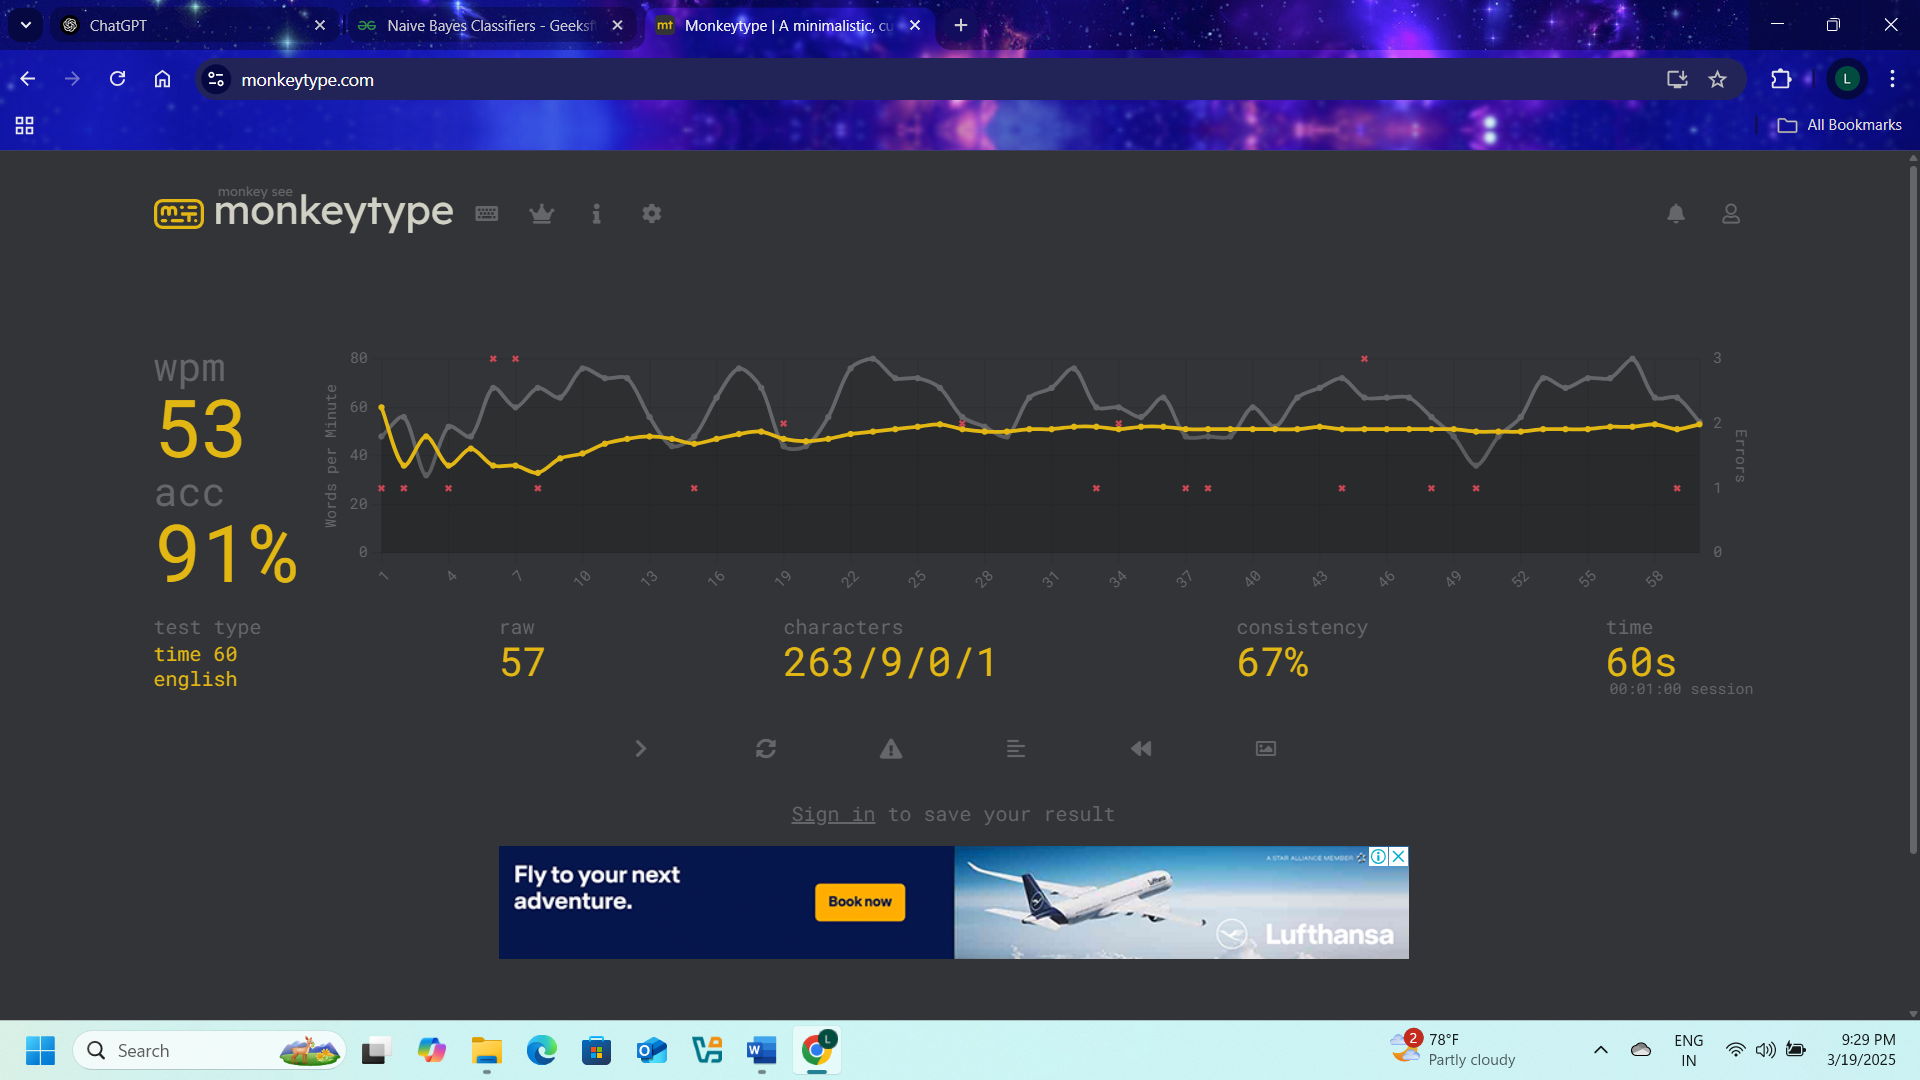 ChatGPT
Naive Bayes Classifiers - Geeksf
mt
Monkeytype | A minimalistic, cu
monkeytype.com
L
All Bookmarks
monkey see
monkeytype
wpm
53
acc
91%
Words per Minute
80
60
40
20
0
3
2
1
0
Errors
1 4 7 10 13 16 19 22 25 28 31 34 37 40 43 46 49 52 55 58
test type
time 60
english
raw
57
characters
263/9/0/1
consistency
67%
time
60s
00:01:00 session
Sign in to save your result
Fly to your next
adventure.
Book now
A STAR ALLIANCE MEMBER
Lufthansa
Search
L
2
78°F
Partly cloudy
ENG
IN
9:29 PM
3/19/2025